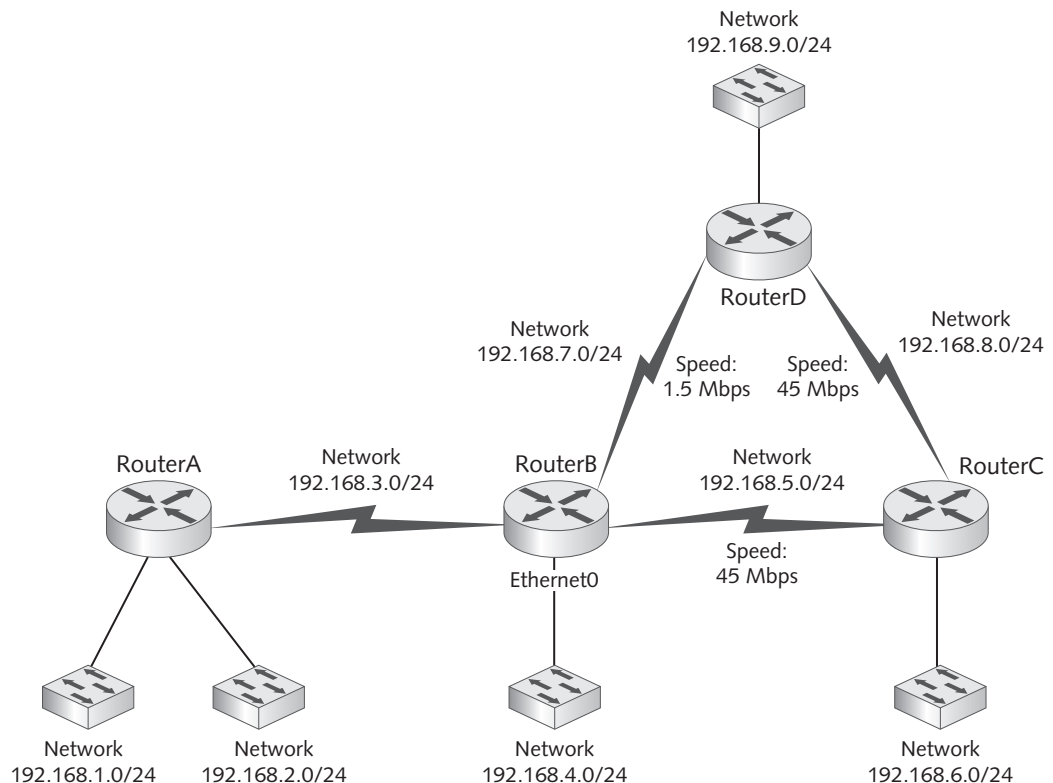 Network
192.168.9.0/24
RouterD
Network
192.168.7.0/24
Network
192.168.8.0/24
Speed:
1.5 Mbps
Speed:
45 Mbps
RouterA
Network
192.168.3.0/24
RouterB
Network
192.168.5.0/24
RouterC
Speed:
45 Mbps
Ethernet0
Network
192.168.1.0/24
Network
192.168.2.0/24
Network
192.168.4.0/24
Network
192.168.6.0/24